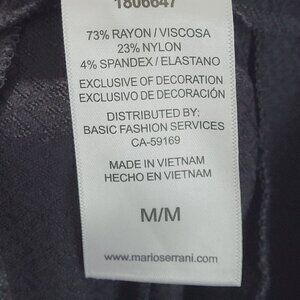 1806647
73% RAYON / VISCOSA
23% NYLON
4% SPANDEX / ELASTANO
EXCLUSIVE OF DECORATION
EXCLUSIVO DE DECORACIÓN
DISTRIBUTED BY:
BASIC FASHION SERVICES
CA-59169
MADE IN VIETNAM
HECHO EN VIETNAM
M/M
www.marioserrani.com